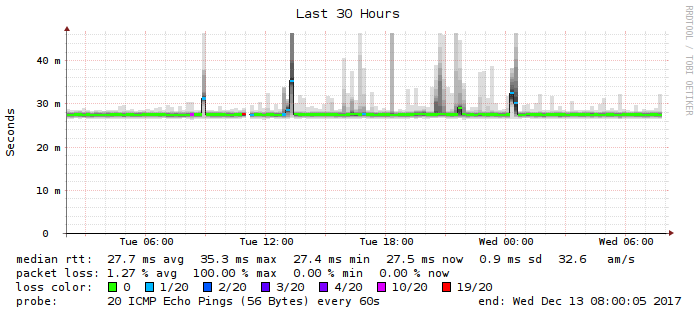 Last 30 Hours
RRDTOOL / TOBI OETIKER
Seconds
40 m
30 m
20 m
10 m
0
Tue 06:00 Tue 12:00 Tue 18:00 Wed 00:00 Wed 06:00
median rtt: 27.7 ms avg 35.3 ms max 27.4 ms min 27.5 ms now 0.9 ms sd 32.6 am/s
packet loss: 1.27 % avg 100.00 % max 0.00 % min 0.00 % now
loss color: 0 1/20 2/20 3/20 4/20 10/20 19/20
probe: 20 ICMP Echo Pings (56 Bytes) every 60s end: Wed Dec 13 08:00:05 2017